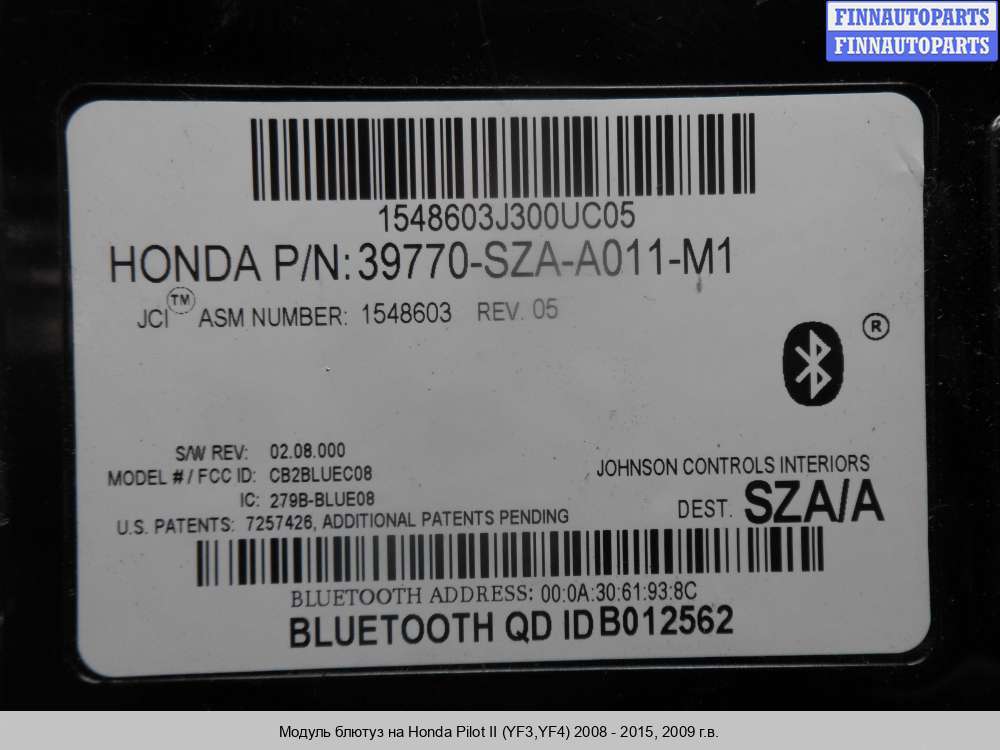 FINNAUTOPARTS
FINNAUTOPARTS
1548603J300UC05
HONDA P/N: 39770-SZA-A011-M1
JCI™ ASM NUMBER: 1548603 REV. 05
®
S/W REV: 02.08.000
MODEL # / FCC ID: CB2BLUEC08
IC: 279B-BLUE08
U.S. PATENTS: 7257426, ADDITIONAL PATENTS PENDING
JOHNSON CONTROLS INTERIORS
DEST. SZA/A
BLUETOOTH ADDRESS: 00:0A:30:61:93:8C
BLUETOOTH QD ID B012562
Модуль блютуз на Honda Pilot II (YF3,YF4) 2008 - 2015, 2009 г.в.